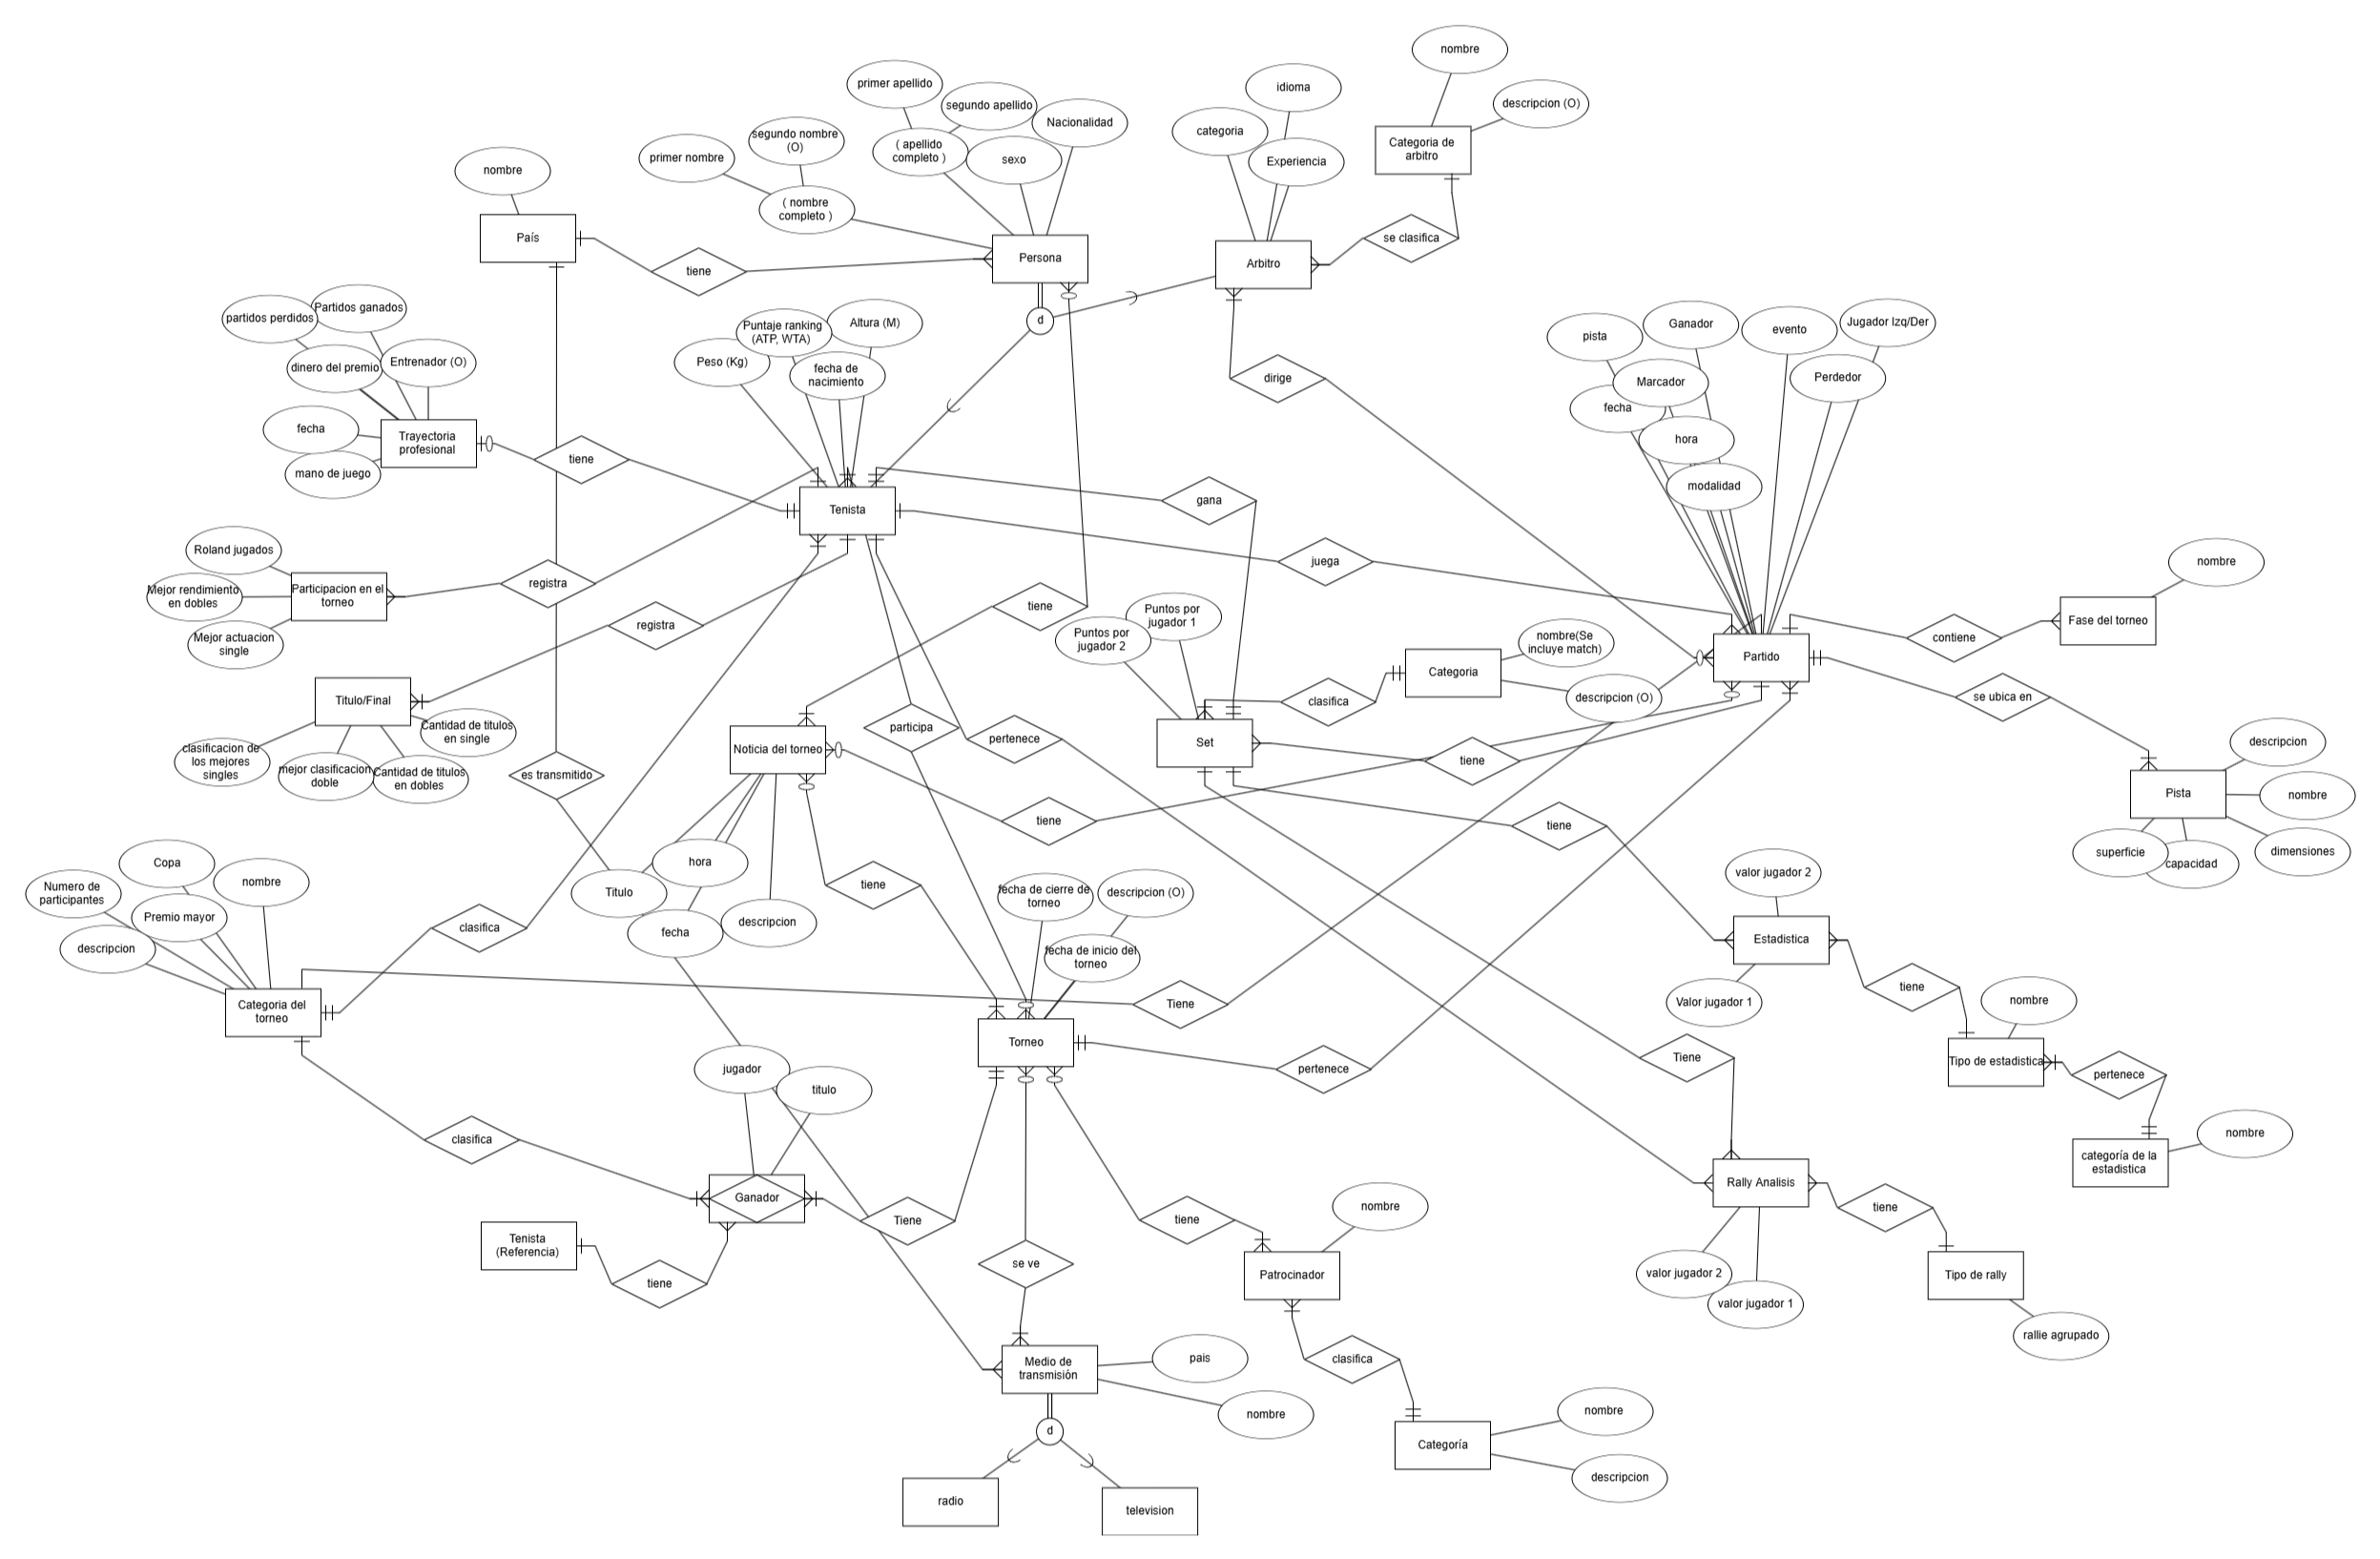 nombre
idioma
primer apellido
segundo apellido
Nacionalidad
descripcion (O)
categoria
segundo nombre
(O)
primer nombre
( apellido
completo )
sexo
Experiencia
Categoria de
arbitro
nombre
( nombre
completo )
País
tiene
Persona
Arbitro
se clasifica
Partidos ganados
partidos perdidos
dinero del premio
Entrenador (O)
fecha
Trayectoria
profesional
mano de juego
tiene
Puntaje ranking
(ATP, WTA)
Altura (M)
Peso (Kg)
fecha de
nacimiento
d
dirige
pista
Ganador
evento
Jugador Izq/Der
Marcador
Perdedor
fecha
hora
modalidad
Tenista
gana
juega
Roland jugados
Mejor rendimiento
en dobles
Participacion en el
torneo
Mejor actuacion
single
registra
registra
tiene
Puntos por
jugador 1
Puntos por
jugador 2
nombre(Se
incluye match)
Categoria
descripcion (O)
clasifica
Partido
contiene
Fase del torneo
nombre
se ubica en
Titulo/Final
Cantidad de titulos
en single
clasificacion de
los mejores
singles
mejor clasificacion
doble
Cantidad de titulos
en dobles
es transmitido
Noticia del torneo
participa
pertenece
Set
tiene
tiene
tiene
descripcion
Pista
nombre
superficie
capacidad
dimensiones
Copa
Numero de
participantes
nombre
Premio mayor
descripcion
clasifica
hora
Titulo
fecha
descripcion
tiene
fecha de cierre de
torneo
descripcion (O)
fecha de inicio del
torneo
valor jugador 2
Estadistica
Valor jugador 1
tiene
nombre
Categoria del
torneo
Tiene
Torneo
pertenece
Tiene
Tipo de estadistica
pertenece
nombre
categoría de la
estadistica
jugador
titulo
clasifica
Ganador
Tiene
Tenista
(Referencia)
tiene
se ve
tiene
nombre
Patrocinador
Rally Analisis
tiene
valor jugador 2
valor jugador 1
Tipo de rally
rallie agrupado
Medio de
transmisión
pais
nombre
clasifica
d
radio
television
Categoría
nombre
descripcion